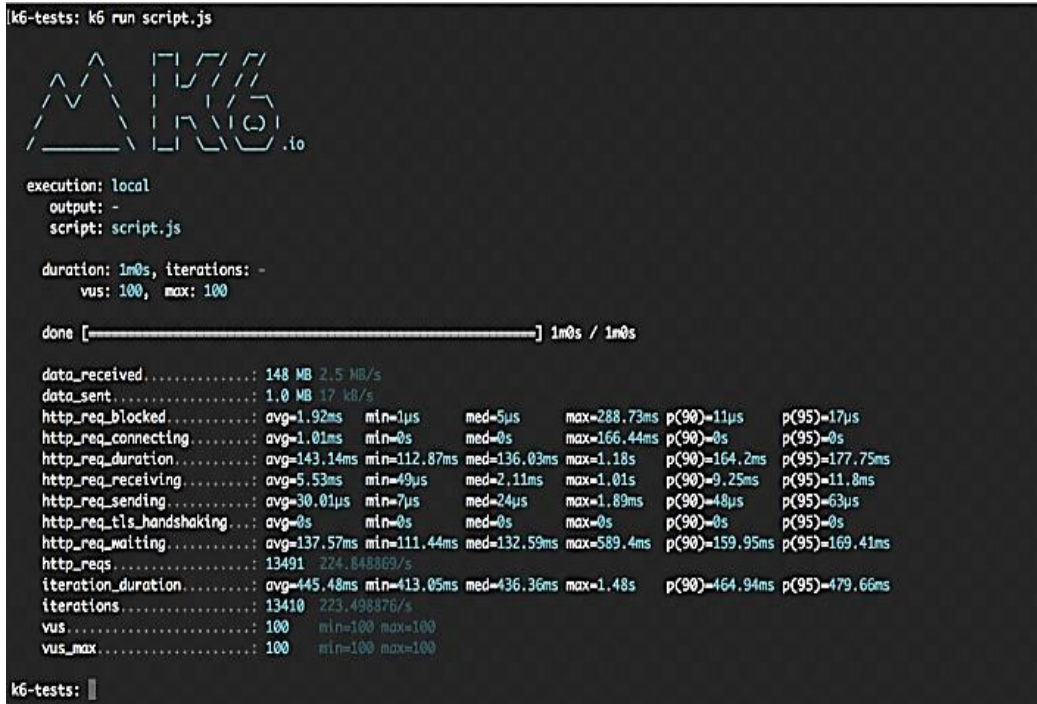 [k6-tests: k6 run script.js
K6
.io
execution: local
output: -
script: script.js
duration: 1m0s, iterations: -
vus: 100, max: 100
done [==========================================================] 1m0s / 1m0s
data_received..............: 148 MB 2.5 MB/s
data_sent..................: 1.0 MB 17 kB/s
http_req_blocked...........: avg=1.92ms min=1µs med=5µs max=288.73ms p(90)=11µs p(95)=17µs
http_req_connecting........: avg=1.01ms min=0s med=0s max=166.44ms p(90)=0s p(95)=0s
http_req_duration..........: avg=143.14ms min=112.87ms med=136.03ms max=1.18s p(90)=164.2ms p(95)=177.75ms
http_req_receiving.........: avg=5.53ms min=49µs med=2.11ms max=1.01s p(90)=9.25ms p(95)=11.8ms
http_req_sending...........: avg=30.01µs min=7µs med=24µs max=1.89ms p(90)=48µs p(95)=63µs
http_req_tls_handshaking...: avg=0s min=0s med=0s max=0s p(90)=0s p(95)=0s
http_req_waiting...........: avg=137.57ms min=111.44ms med=132.59ms max=589.4ms p(90)=159.95ms p(95)=169.41ms
http_reqs..................: 13491 224.848869/s
iteration_duration.........: avg=445.48ms min=413.05ms med=436.36ms max=1.48s p(90)=464.94ms p(95)=479.66ms
iterations.................: 13410 223.498876/s
vus........................: 100 min=100 max=100
vus_max....................: 100 min=100 max=100
k6-tests: